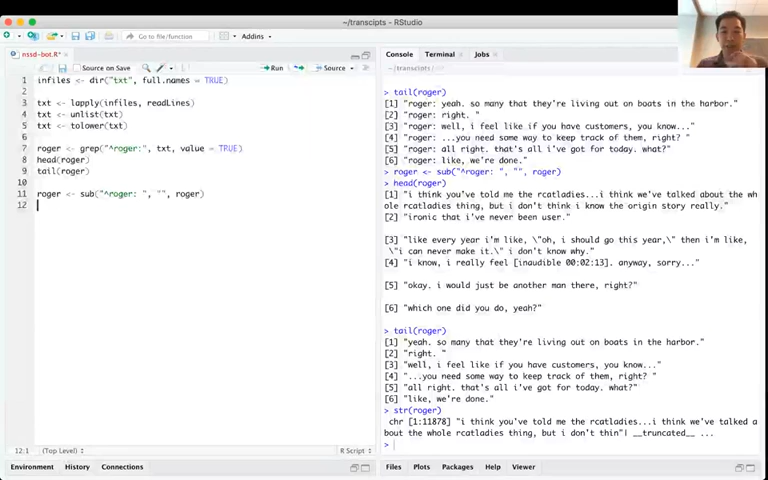 ~/transcipts - RStudio
Go to file/function
Addins
nssd-bot.R*
Source on Save
Run
Source
1 infiles <- dir("txt", full.names = TRUE)
2
3 txt <- lapply(infiles, readLines)
4 txt <- unlist(txt)
5 txt <- tolower(txt)
6
7 roger <- grep("^roger:", txt, value = TRUE)
8 head(roger)
9 tail(roger)
10
11 roger <- sub("^roger: ", "", roger)
12
12:1
(Top Level)
R Script
Environment
History
Connections
Console
Terminal
Jobs
~/transcripts/
> tail(roger)
[1] "roger: yeah. so many that they're living out on boats in the harbor."
[2] "roger: right. "
[3] "roger: well, i feel like if you have customers, you know..."
[4] "roger: ...you need some way to keep track of them, right? "
[5] "roger: all right. that's all i've got for today. what?"
[6] "roger: like, we're done."
> roger <- sub("^roger: ", "", roger)
> head(roger)
[1] "i think you've told me the rcatladies...i think we've talked about the wh
ole rcatladies thing, but i don't think i know the origin story really."
[2] "ironic that i've never been user."
[3] "like every year i'm like, \"oh, i should go this year,\" then i'm like,
\"i can never make it.\" i don't know why."
[4] "i know, i really feel [inaudible 00:02:13]. anyway, sorry..."
[5] "okay. i would just be another man there, right?"
[6] "which one did you do, yeah?"
> tail(roger)
[1] "yeah. so many that they're living out on boats in the harbor."
[2] "right. "
[3] "well, i feel like if you have customers, you know..."
[4] "...you need some way to keep track of them, right? "
[5] "all right. that's all i've got for today. what?"
[6] "like, we're done."
> str(roger)
chr [1:11878] "i think you've told me the rcatladies...i think we've talked a
bout the whole rcatladies thing, but i don't thin"| __truncated__ ...
>
Files
Plots
Packages
Help
Viewer